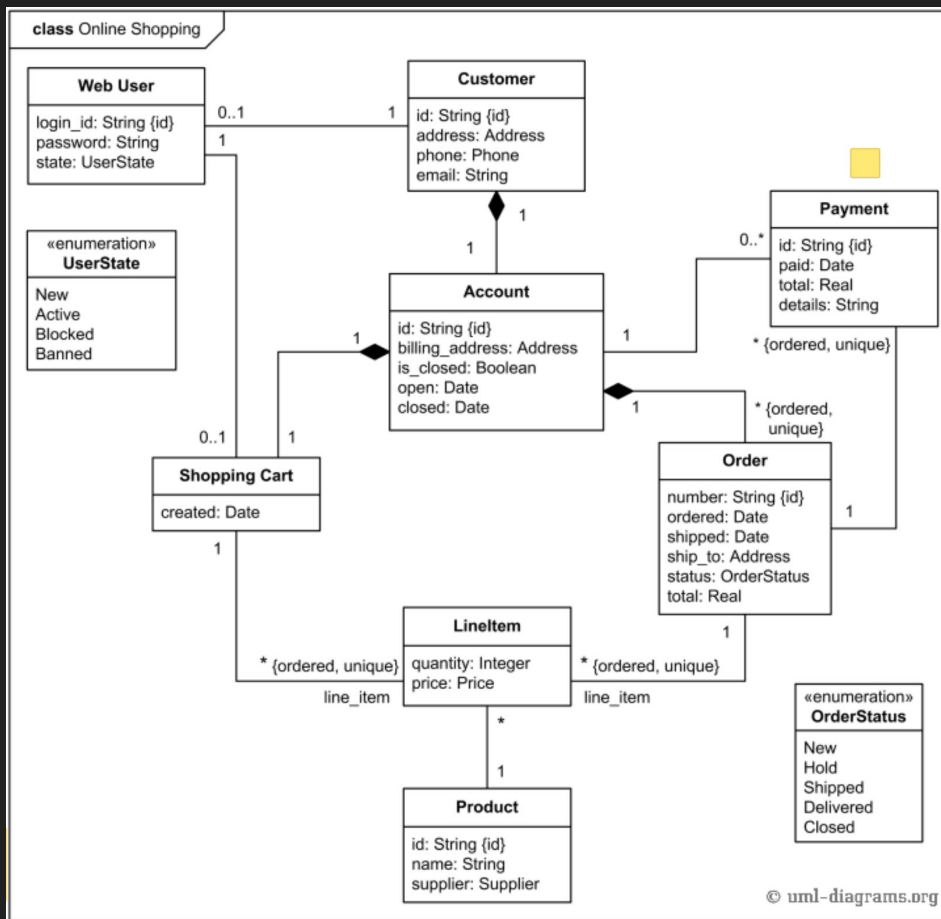 class Online Shopping
Web User
login_id: String {id}
password: String
state: UserState
0..1
1
1
Customer
id: String {id}
address: Address
phone: Phone
email: String
1
1
«enumeration»
UserState
New
Active
Blocked
Banned
Payment
id: String {id}
paid: Date
total: Real
details: String
0..*
* {ordered, unique}
Account
id: String {id}
billing_address: Address
is_closed: Boolean
open: Date
closed: Date
1
1
1
* {ordered,
unique}
0..1
1
Shopping Cart
created: Date
1
Order
number: String {id}
ordered: Date
shipped: Date
ship_to: Address
status: OrderStatus
total: Real
1
1
LineItem
quantity: Integer
price: Price
* {ordered, unique}
line_item
* {ordered, unique}
line_item
*
1
Product
id: String {id}
name: String
supplier: Supplier
«enumeration»
OrderStatus
New
Hold
Shipped
Delivered
Closed
© uml-diagrams.org